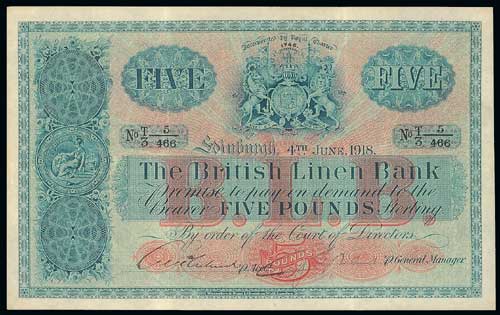 Incorporated by Royal Charter
1746.
FIVE FIVE
No T/3 5/466 No T/3 5/466
Edinburgh, 4TH JUNE, 1918.
The British Linen Bank
Promise to pay on demand to the
Bearer FIVE POUNDS Sterling
By order of the Court of Directors.
POUNDS
P. General Manager